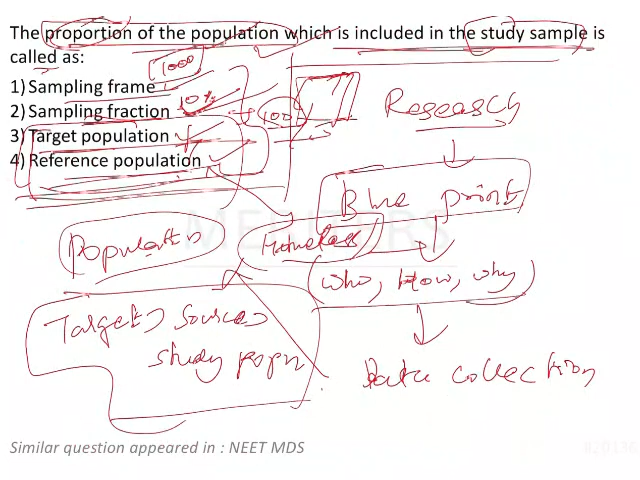 The proportion of the population which is included in the study sample is
called as:
1) Sampling frame 1000
2) Sampling fraction 10% 100
3) Target population
4) Reference population
Research
Blue print
Homeless
(who, How, why)
Data collection
Target sources
study popn
Similar question appeared in : NEET MDS